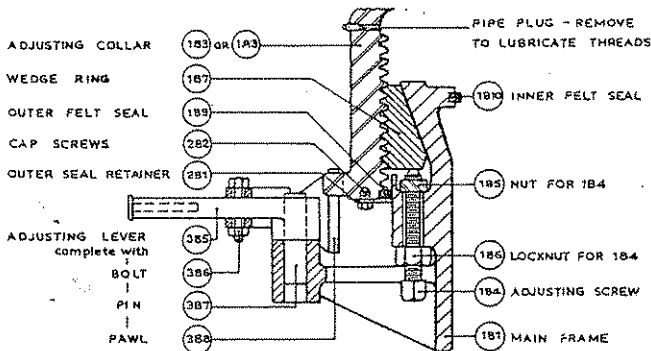 ADJUSTING COLLAR 183 OR 183
WEDGE RING 187
OUTER FELT SEAL 189
CAP SCREWS 282
OUTER SEAL RETAINER 281
ADJUSTING LEVER 385
complete with
BOLT 386
PIN 387
PAWL 388
PIPE PLUG - REMOVE
TO LUBRICATE THREADS
1810 INNER FELT SEAL
185 NUT FOR 184
186 LOCKNUT FOR 184
184 ADJUSTING SCREW
181 MAIN FRAME